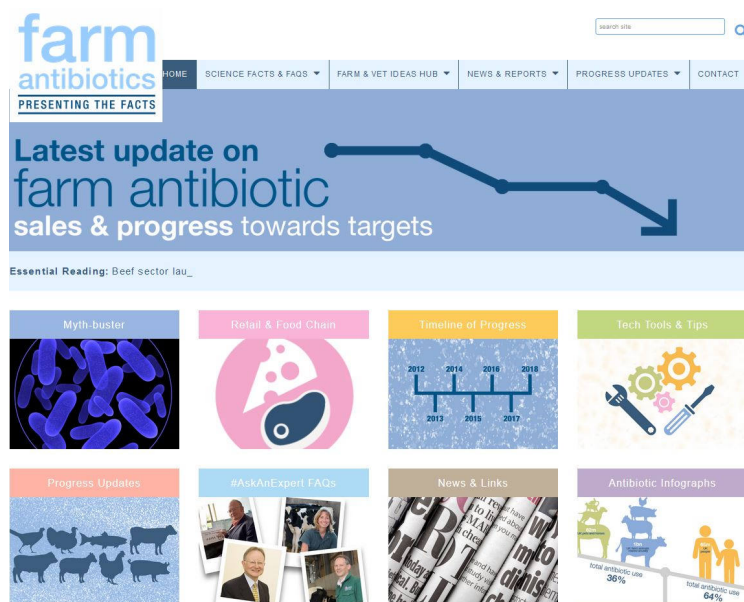 farm
antibiotics
PRESENTING THE FACTS
search site
HOME
SCIENCE FACTS & FAQS
FARM & VET IDEAS HUB
NEWS & REPORTS
PROGRESS UPDATES
CONTACT
Latest update on
farm antibiotic
sales & progress towards targets
Essential Reading: Beef sector lau_
Myth-buster
Retail & Food Chain
Timeline of Progress
Tech Tools & Tips
2012 2014 2016 2018
2013 2015 2017
Progress Updates
#AskAnExpert FAQs
News & Links
Antibiotic Infographs
total antibiotic use
36%
total antibiotic use
64%